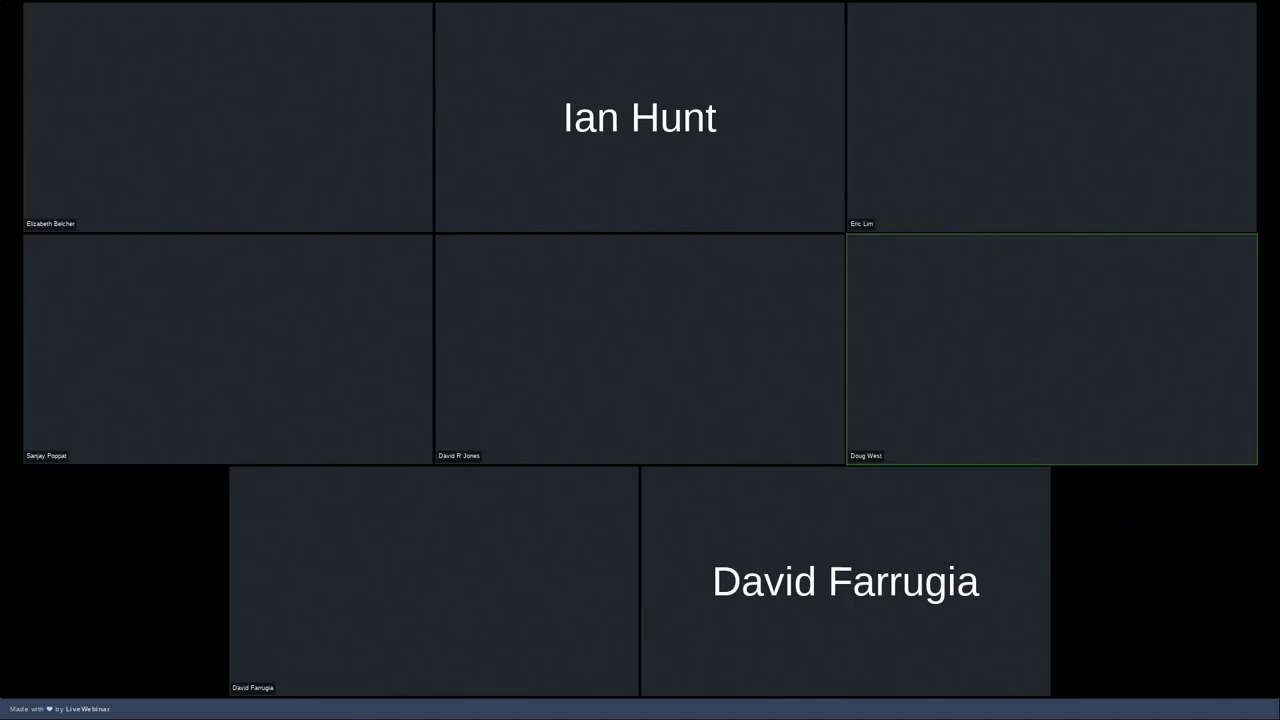 Ian Hunt
Elizabeth Belcher
Eric Lim
Sanjay Poppat
David R Jones
Doug West
David Farrugia
David Farrugia
Made with ❤ by LiveWebinar